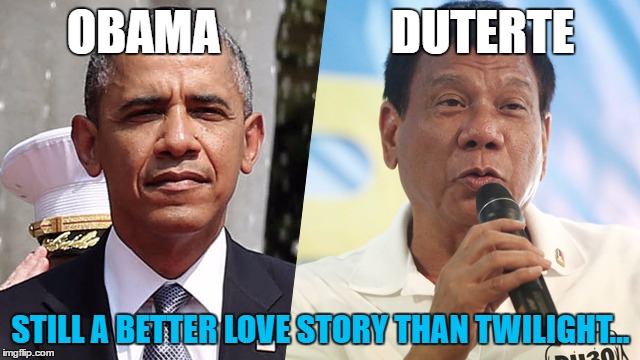 OBAMA DUTERTE
STILL A BETTER LOVE STORY THAN TWILIGHT...
imgflip.com